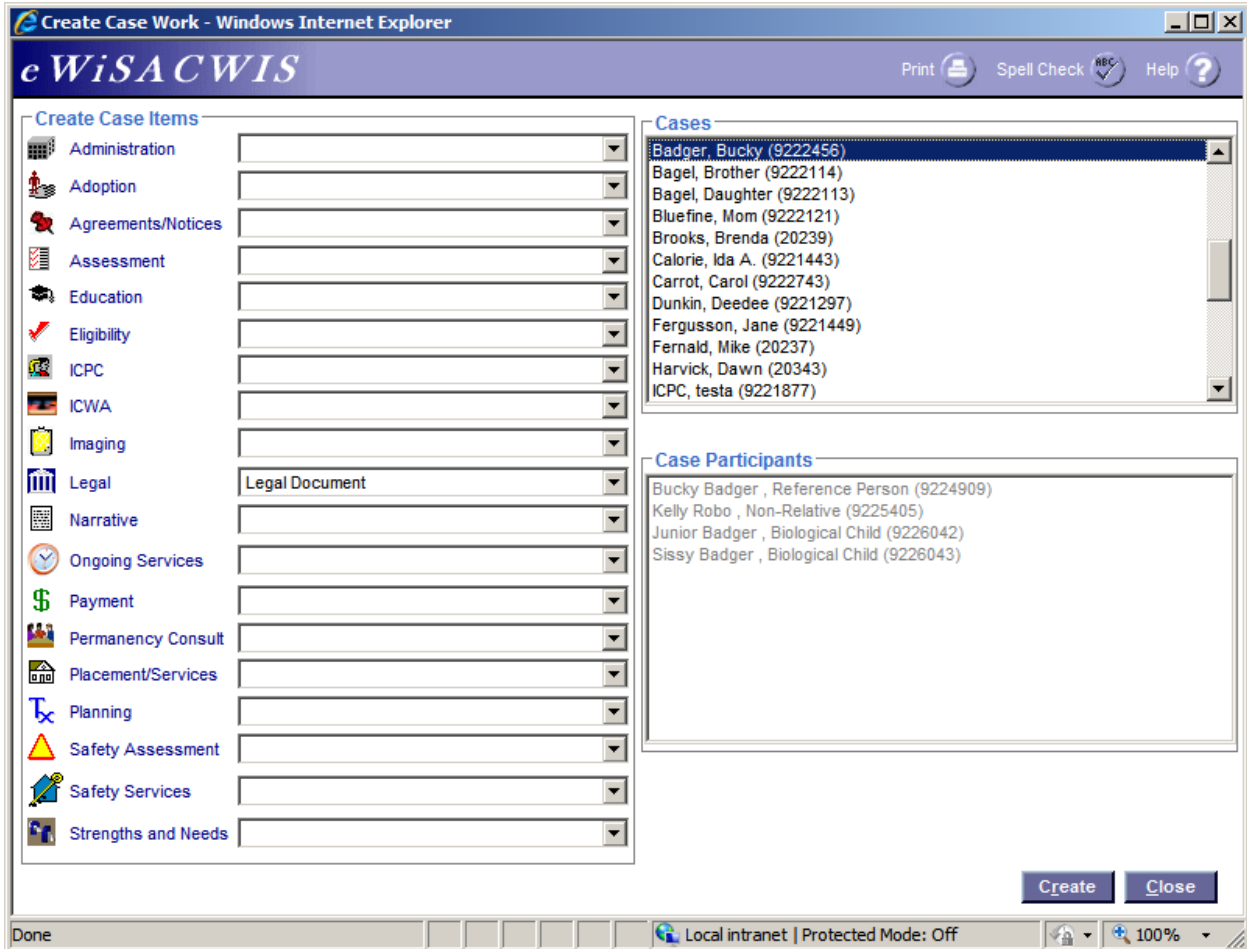 Create Case Work - Windows Internet Explorer
eWiSACWIS
Print Spell Check ABC Help ?
Create Case Items
Administration
Adoption
Agreements/Notices
Assessment
Education
Eligibility
ICPC
ICWA
Imaging
Legal Legal Document
Narrative
Ongoing Services
$ Payment
Permanency Consult
Placement/Services
Tx Planning
Safety Assessment
Safety Services
Strengths and Needs
Cases
Badger, Bucky (9222456)
Bagel, Brother (9222114)
Bagel, Daughter (9222113)
Bluefine, Mom (9222121)
Brooks, Brenda (20239)
Calorie, Ida A. (9221443)
Carrot, Carol (9222743)
Dunkin, Deedee (9221297)
Fergusson, Jane (9221449)
Fernald, Mike (20237)
Harvick, Dawn (20343)
ICPC, testa (9221877)
Case Participants
Bucky Badger , Reference Person (9224909)
Kelly Robo , Non-Relative (9225405)
Junior Badger , Biological Child (9226042)
Sissy Badger , Biological Child (9226043)
Create Close
Done Local intranet | Protected Mode: Off 100%